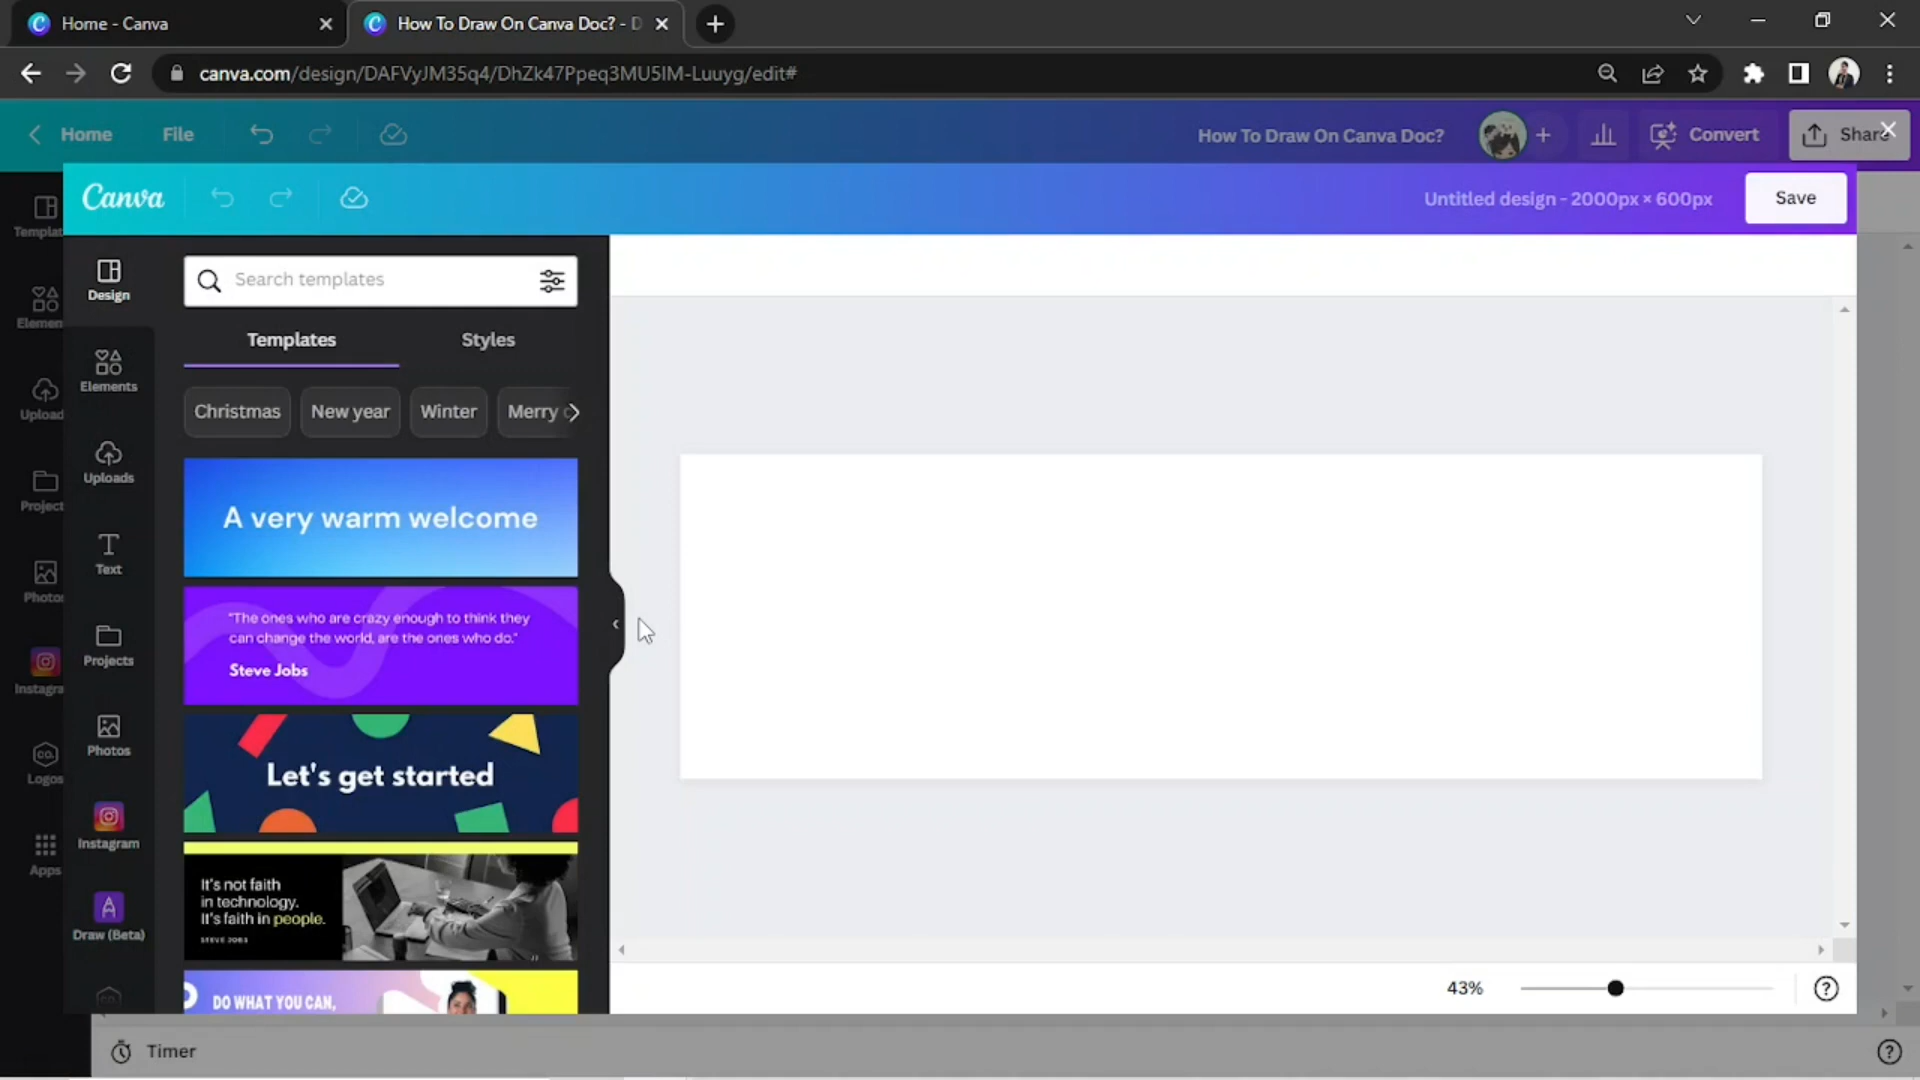 Home - Canva
How To Draw On Canva Doc? - D
canva.com/design/DAFVyJM35q4/DhZk47Ppeq3MU5IM-Luuyg/edit#
Home
File
How To Draw On Canva Doc?
Convert
Share
Canva
Untitled design - 2000px × 600px
Save
Templat
Elemen
Upload
Project
Photos
Instagra
Logos
Apps
Design
Elements
Uploads
Text
Projects
Photos
Instagram
Draw (Beta)
Search templates
Templates
Styles
Christmas
New year
Winter
Merry
A very warm welcome
"The ones who are crazy enough to think they
can change the world, are the ones who do."
Steve Jobs
Let's get started
It's not faith
in technology.
It's faith in people.
STEVE JOBS
DO WHAT YOU CAN,
43%
Timer